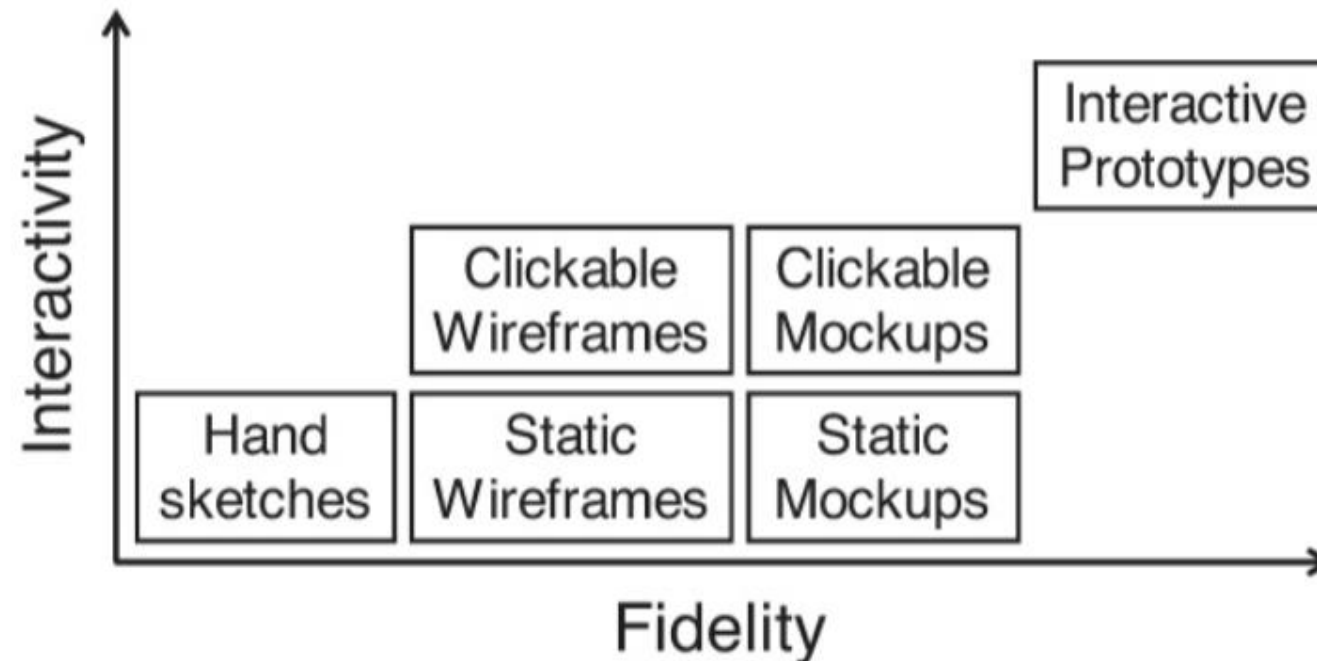 Interactivity
Interactive
Prototypes
Clickable
Wireframes
Clickable
Mockups
Hand
sketches
Static
Wireframes
Static
Mockups
Fidelity